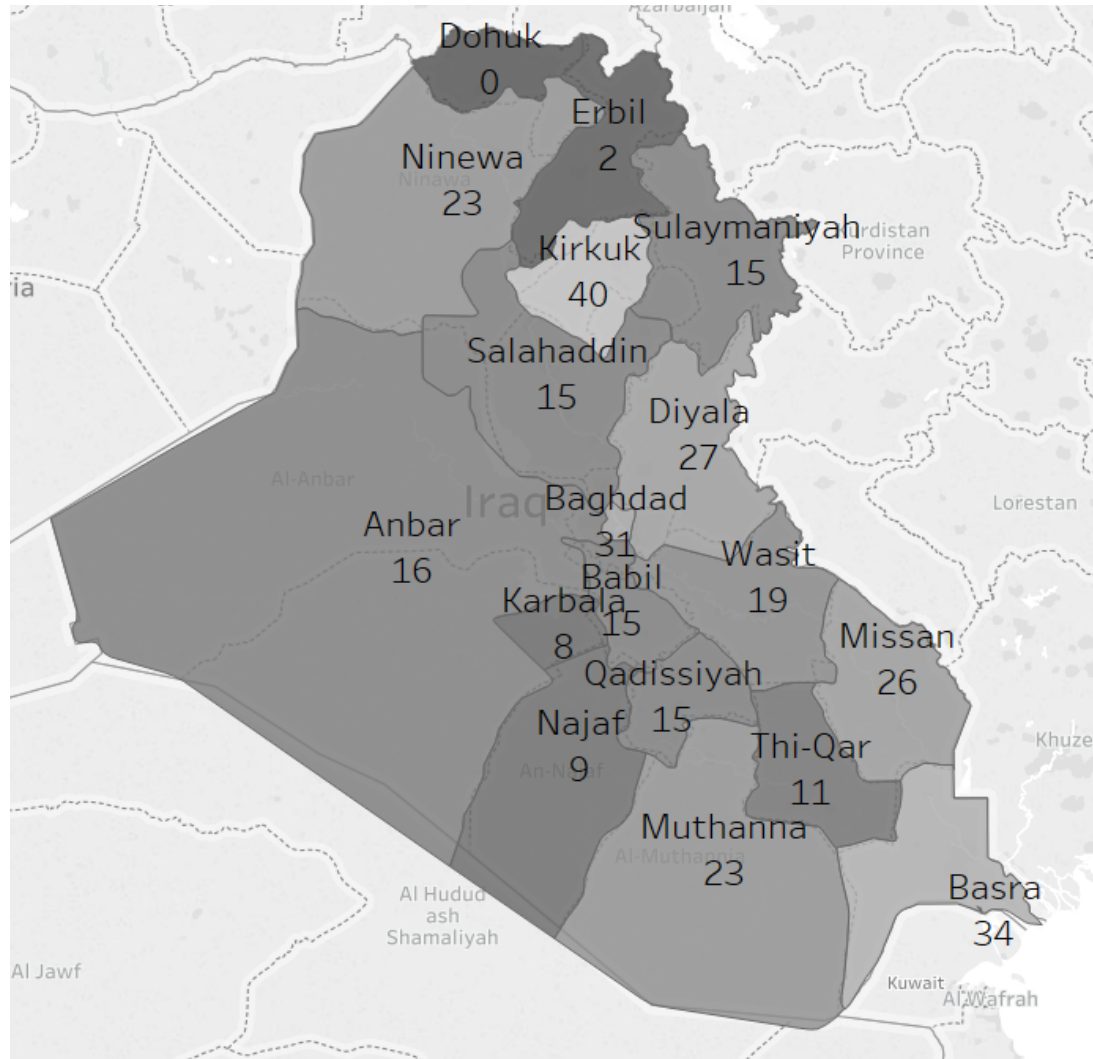 Azarbaijan
Dohuk
0
Erbil
2
Ninewa
Ninawa
23
Sulaymaniyah
15
Kurdistan
Province
Kirkuk
40
ria
Salahaddin
15
Diyala
27
Al-Anbar
Lorestan
Iraq
Baghdad
31
Anbar
16
Wasit
19
Babil
15
Karbala
8
Missan
26
Qadissiyah
15
Najaf
An-Najaf
9
Thi-Qar
11
Khuze
Muthanna
Al-Muthannia
23
Basra
34
Al Hudud
ash
Shamaliyah
Al Jawf
Kuwait
Al Wafrah